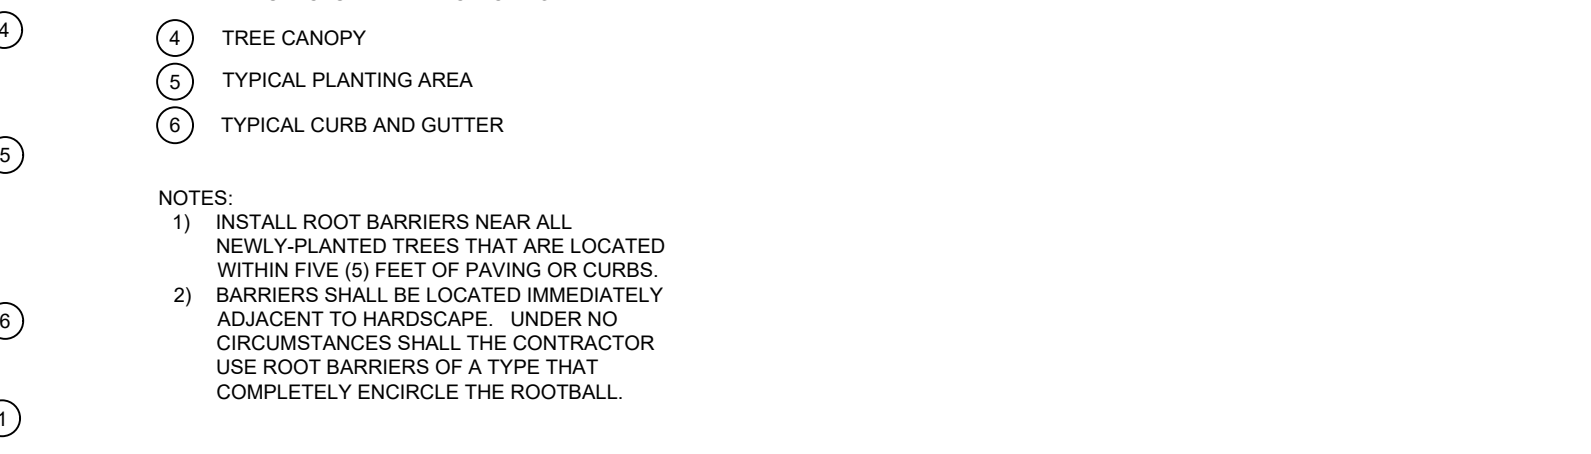 4
4 TREE CANOPY
5 TYPICAL PLANTING AREA
6 TYPICAL CURB AND GUTTER
5
NOTES:
1) INSTALL ROOT BARRIERS NEAR ALL
NEWLY-PLANTED TREES THAT ARE LOCATED
WITHIN FIVE (5) FEET OF PAVING OR CURBS.
2) BARRIERS SHALL BE LOCATED IMMEDIATELY
ADJACENT TO HARDSCAPE. UNDER NO
6
CIRCUMSTANCES SHALL THE CONTRACTOR
USE ROOT BARRIERS OF A TYPE THAT
COMPLETELY ENCIRCLE THE ROOTBALL.
1